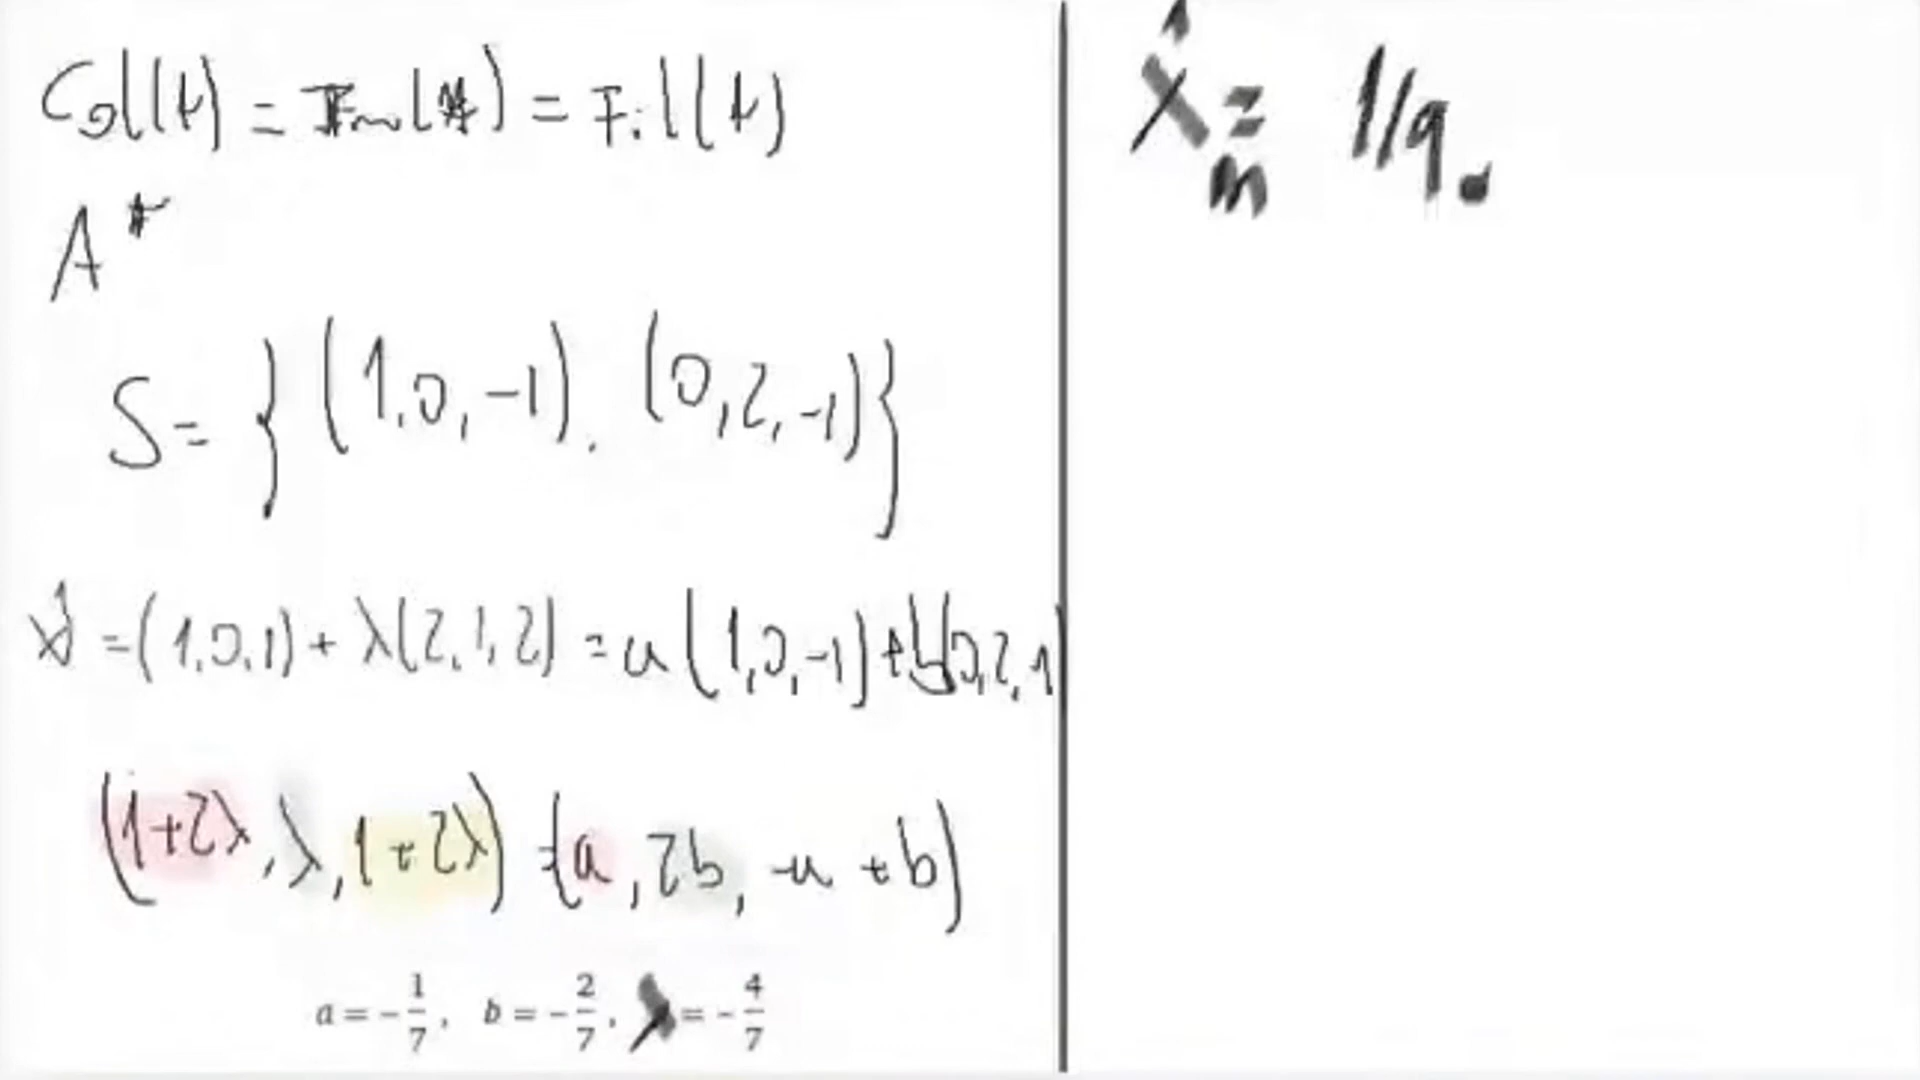 Col(A) = Im(A) = Fil(A)
A*
S = } (1,0,-1). (0,2,-1) }
x̂ = (1,0,1) + λ(2,1,2) = a(1,0,-1) + b(0,2,1
(1+2λ, λ, 1+2λ) = (a, 2b, -a + b)
a = -1/7, b = -2/7, λ = -4/7
x̂ =
m
1/9.